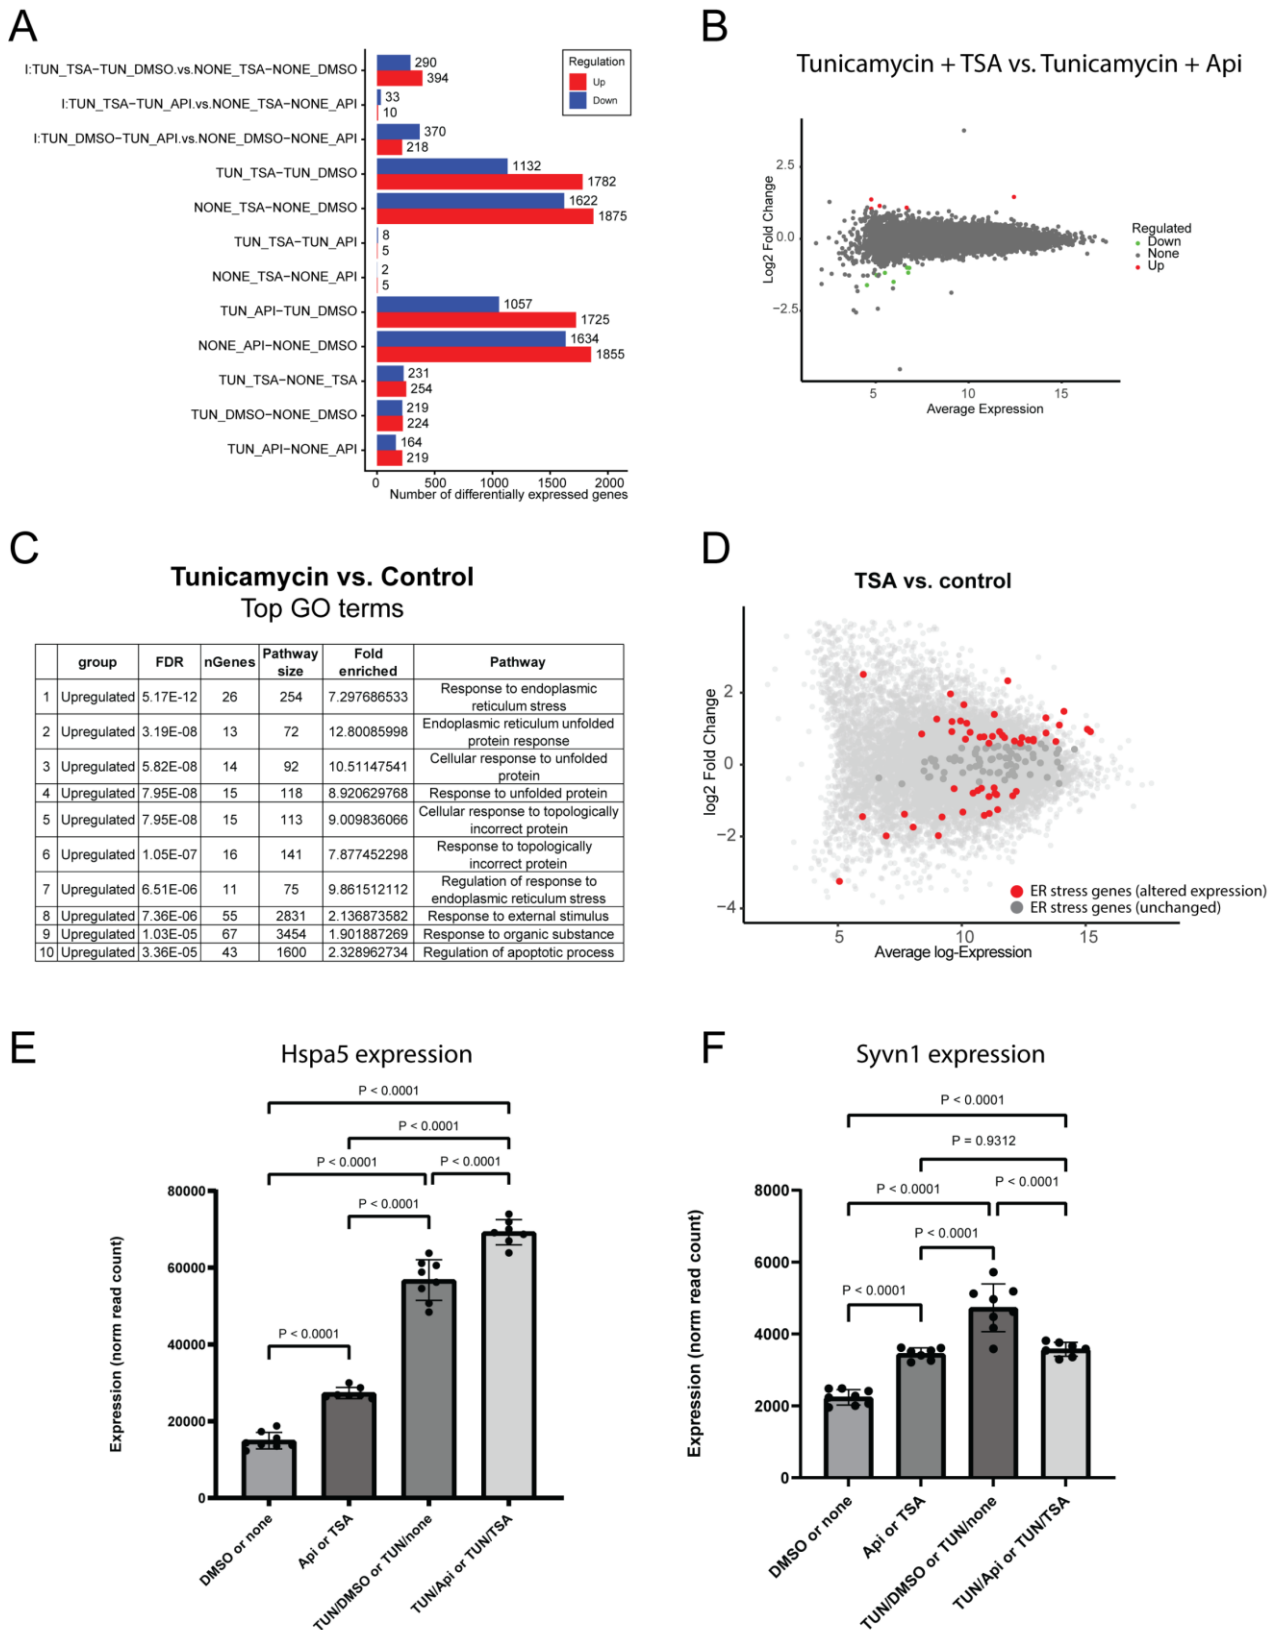 A
I:TUN_TSA−TUN_DMSO.vs.NONE_TSA−NONE_DMSO
290
394
I:TUN_TSA−TUN_API.vs.NONE_TSA−NONE_API
33
10
I:TUN_DMSO−TUN_API.vs.NONE_DMSO−NONE_API
370
218
TUN_TSA−TUN_DMSO
1132
1782
NONE_TSA−NONE_DMSO
1622
1875
TUN_TSA−TUN_API
8
5
NONE_TSA−NONE_API
2
5
TUN_API−TUN_DMSO
1057
1725
NONE_API−NONE_DMSO
1634
1855
TUN_TSA−NONE_TSA
231
254
TUN_DMSO−NONE_DMSO
219
224
TUN_API−NONE_API
164
219
0 500 1000 1500 2000
Number of differentially expressed genes
Regulation
Up
Down
B
Tunicamycin + TSA vs. Tunicamycin + Api
Log2 Fold Change
2.5
0.0
−2.5
5 10 15
Average Expression
Regulated
Down
None
Up
C
Tunicamycin vs. Control
Top GO terms
group FDR nGenes Pathway size Fold enriched Pathway
1 Upregulated 5.17E-12 26 254 7.297686533 Response to endoplasmic reticulum stress
2 Upregulated 3.19E-08 13 72 12.80085998 Endoplasmic reticulum unfolded protein response
3 Upregulated 5.82E-08 14 92 10.51147541 Cellular response to unfolded protein
4 Upregulated 7.95E-08 15 118 8.920629768 Response to unfolded protein
5 Upregulated 7.95E-08 15 113 9.009836066 Cellular response to topologically incorrect protein
6 Upregulated 1.05E-07 16 141 7.877452298 Response to topologically incorrect protein
7 Upregulated 6.51E-06 11 75 9.861512112 Regulation of response to endoplasmic reticulum stress
8 Upregulated 7.36E-06 55 2831 2.136873582 Response to external stimulus
9 Upregulated 1.03E-05 67 3454 1.901887269 Response to organic substance
10 Upregulated 3.36E-05 43 1600 2.328962734 Regulation of apoptotic process
D
TSA vs. control
log2 Fold Change
2
0
−2
−4
ER stress genes (altered expression)
ER stress genes (unchanged)
5 10 15
Average log-Expression
E
Hspa5 expression
P < 0.0001
P < 0.0001
P < 0.0001 P < 0.0001
P < 0.0001
P < 0.0001
Expression (norm read count)
80000
60000
40000
20000
0
DMSO or none
Api or TSA
TUN/DMSO or TUN/none
TUN/Api or TUN/TSA
F
Syvn1 expression
P < 0.0001
P = 0.9312
P < 0.0001 P < 0.0001
P < 0.0001
P < 0.0001
Expression (norm read count)
8000
6000
4000
2000
0
DMSO or none
Api or TSA
TUN/DMSO or TUN/none
TUN/Api or TUN/TSA